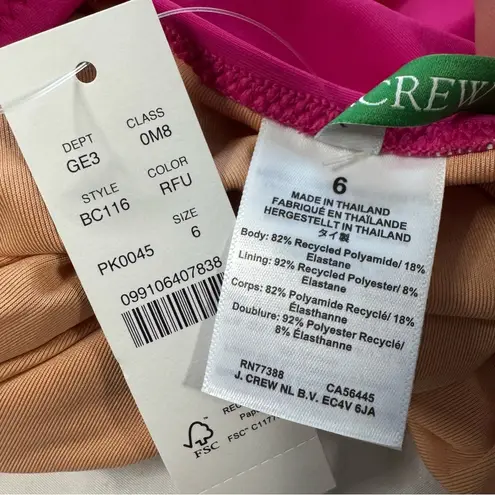 DEPT
GE3
CLASS
0M8
STYLE
BC116
COLOR
RFU
PK0045
SIZE
6
099106407838
FSC
FSC
CREW
6
MADE IN THAILAND
FABRIQUÉ EN THAÏLANDE
HERGESTELLT IN THAILAND
タイ製
Body: 82% Recycled Polyamide/ 18%
Elastane
Lining: 92% Recycled Polyester/ 8%
Elastane
Corps: 82% Polyamide Recyclé/ 18%
Élasthanne
Doublure: 92% Polyester Recyclé/
8% Élasthanne
RN77388 CA56445
J. CREW NL B.V. EC4V 6JA